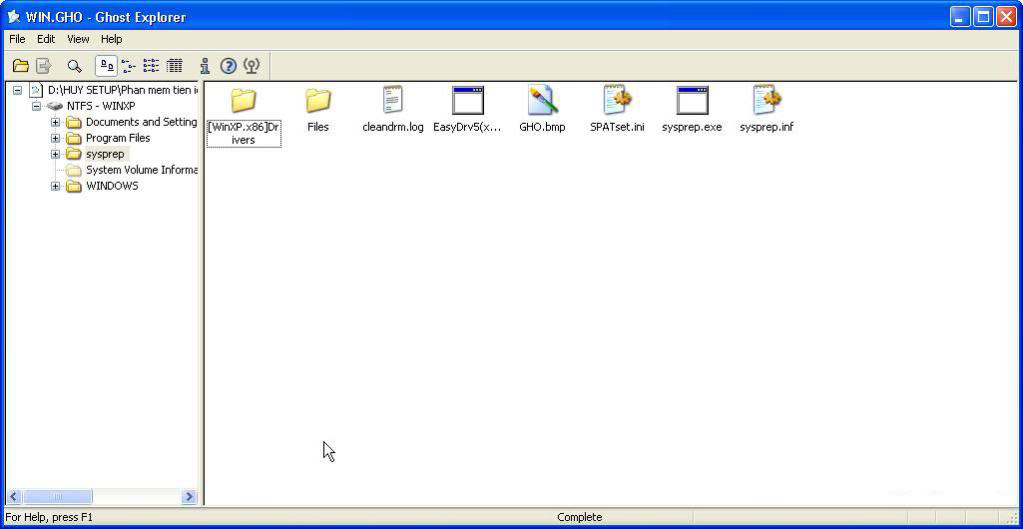 WIN.GHO - Ghost Explorer
File Edit View Help
D:\HUY SETUP\Phan mem tien
NTFS - WINXP
Documents and Setting
Program Files
sysprep
System Volume Informa
WINDOWS
[WinXP.x86]Dr
ivers
Files
cleandrm.log
EasyDrv5(x...
GHO.bmp
SPATset.ini
sysprep.exe
sysprep.inf
For Help, press F1
Complete